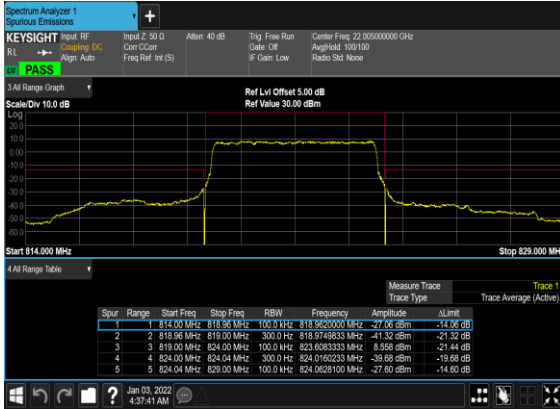 Spectrum Analyzer 1
Spurious Emissions
KEYSIGHT
RL
Input: RF
Coupling: DC
Align: Auto
Input Z: 50 Ω
Corr CCorr
Freq Ref: Int (S)
Atten: 40 dB
Trig: Free Run
Gate: Off
IF Gain: Low
Center Freq: 22.005000000 GHz
Avg|Hold: 100/100
Radio Std: None
PASS
3 All Range Graph
Scale/Div 10.0 dB
Ref Lvl Offset 5.00 dB
Ref Value 30.00 dBm
Log
20.0
10.0
0.00
-10.0
-20.0
-30.0
-40.0
-50.0
-60.0
Start 814.000 MHz
Stop 829.000 MH
4 All Range Table
Measure Trace Trace 1
Trace Type Trace Average (Active)
Spur Range Start Freq Stop Freq RBW Frequency Amplitude ΔLimit
1 1 814.00 MHz 818.96 MHz 100.0 kHz 818.9620000 MHz -27.06 dBm -14.06 dB
2 2 818.96 MHz 819.00 MHz 300.0 Hz 818.9749833 MHz -41.32 dBm -21.32 dB
3 3 819.00 MHz 824.00 MHz 100.0 kHz 823.6083333 MHz 8.558 dBm -21.44 dB
4 4 824.00 MHz 824.04 MHz 300.0 Hz 824.0160233 MHz -39.68 dBm -19.68 dB
5 5 824.04 MHz 829.00 MHz 100.0 kHz 824.0628100 MHz -27.60 dBm -14.60 dB
Jan 03, 2022
4:37:41 AM